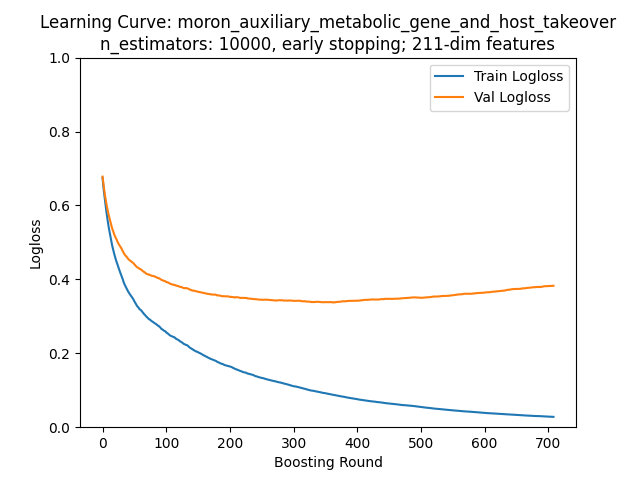 Learning Curve: moron_auxiliary_metabolic_gene_and_host_takeover
n_estimators: 10000, early stopping; 211-dim features
Train Logloss
Val Logloss
1.0
0.8
0.6
0.4
0.2
0.0
Logloss
0 100 200 300 400 500 600 700
Boosting Round